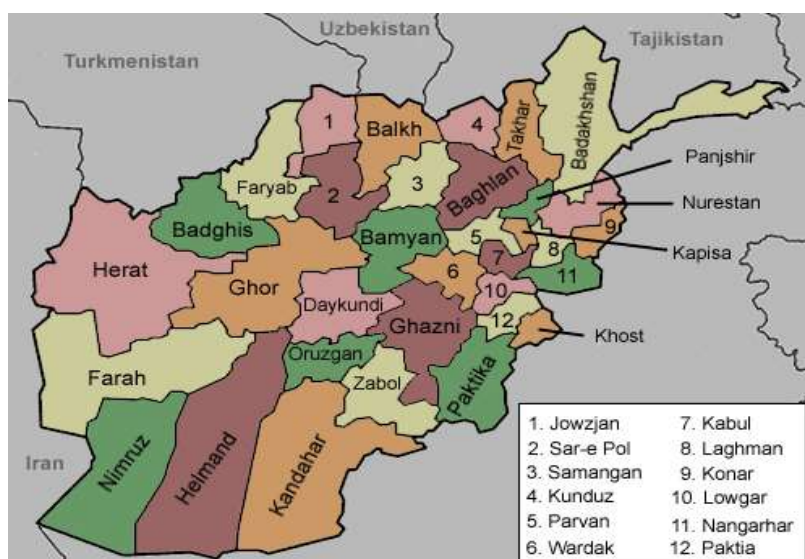 Uzbekistan
Tajikistan
Turkmenistan
1
Balkh
4
Takhar
Badakhshan
Panjshir
Faryab
2
3
Baghlan
Nurestan
Badghis
Bamyan
5
9
Kapisa
8
Herat
Ghor
6
7
11
Daykundi
10
Ghazni
12
Khost
Oruzgan
Farah
Zabol
Paktika
Iran
Nimruz
Helmand
Kandahar
1. Jowzjan
2. Sar-e Pol
3. Samangan
4. Kunduz
5. Parvan
6. Wardak
7. Kabul
8. Laghman
9. Konar
10. Lowgar
11. Nangarhar
12. Paktia